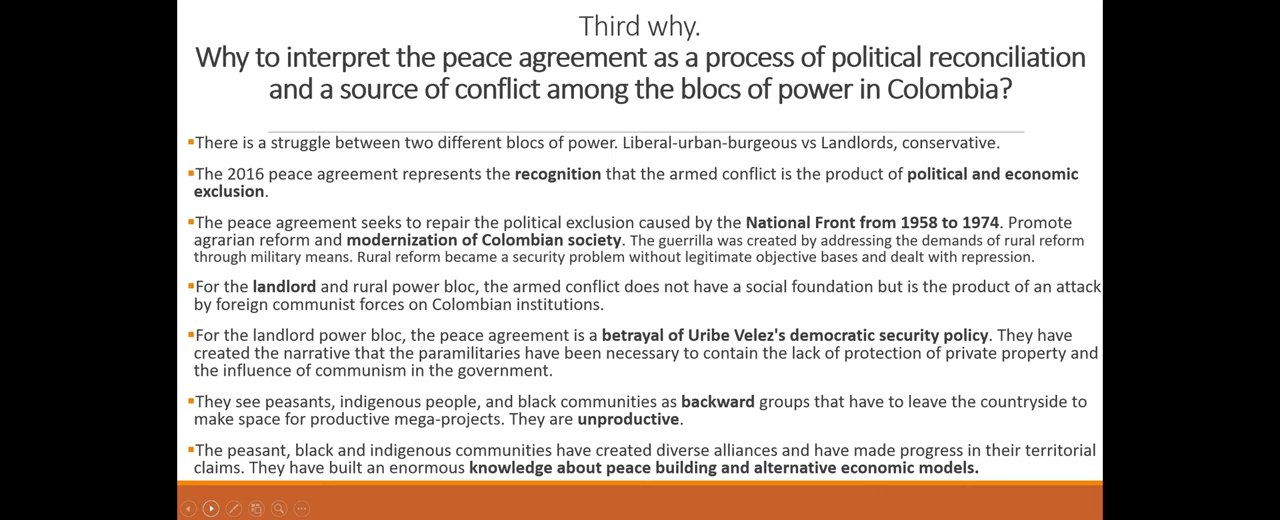 Third why.
Why to interpret the peace agreement as a process of political reconciliation
and a source of conflict among the blocs of power in Colombia?
▪There is a struggle between two different blocs of power. Liberal-urban-burgeous vs Landlords, conservative.
▪The 2016 peace agreement represents the recognition that the armed conflict is the product of political and economic
exclusion.
▪The peace agreement seeks to repair the political exclusion caused by the National Front from 1958 to 1974. Promote
agrarian reform and modernization of Colombian society. The guerrilla was created by addressing the demands of rural reform
through military means. Rural reform became a security problem without legitimate objective bases and dealt with repression.
▪For the landlord and rural power bloc, the armed conflict does not have a social foundation but is the product of an attack
by foreign communist forces on Colombian institutions.
▪For the landlord power bloc, the peace agreement is a betrayal of Uribe Velez's democratic security policy. They have
created the narrative that the paramilitaries have been necessary to contain the lack of protection of private property and
the influence of communism in the government.
▪They see peasants, indigenous people, and black communities as backward groups that have to leave the countryside to
make space for productive mega-projects. They are unproductive.
▪The peasant, black and indigenous communities have created diverse alliances and have made progress in their territorial
claims. They have built an enormous knowledge about peace building and alternative economic models.